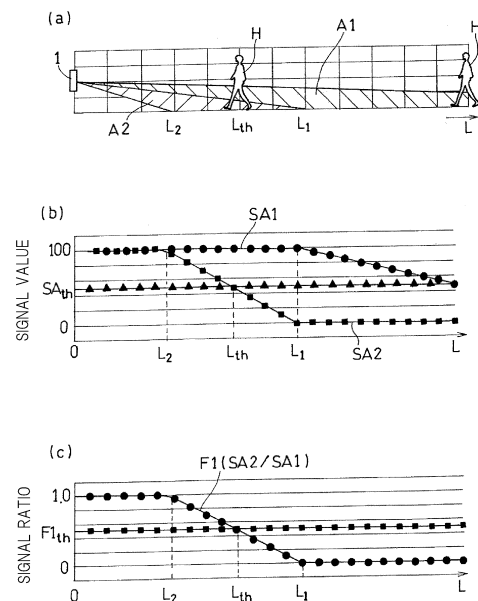 (a)
1
H
A1
H
A2
L2
Lth
L1
L
(b)
SA1
SIGNAL VALUE
100
SAth
0
0
L2
Lth
L1
L
SA2
(c)
F1(SA2/SA1)
SIGNAL RATIO
1.0
F1th
0
0
L2
Lth
L1
L